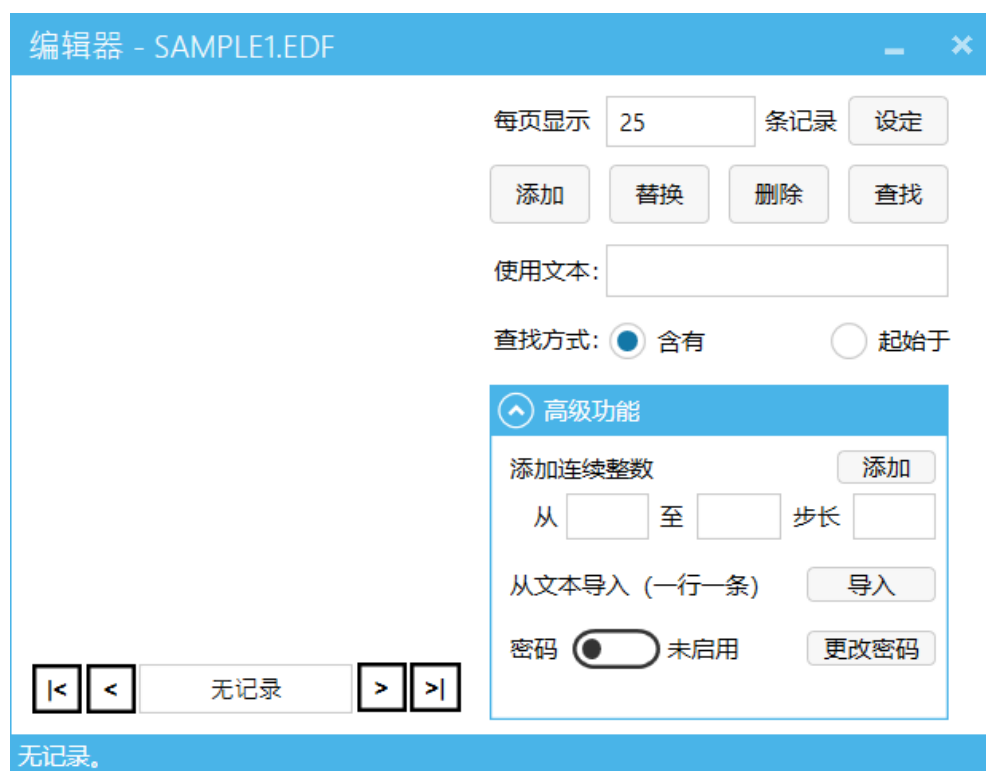 编辑器 - SAMPLE1.EDF
每页显示 25 条记录 设定
添加 替换 删除 查找
使用文本:
查找方式: 含有 起始于
高级功能
添加连续整数 添加
从 至 步长
从文本导入 (一行一条) 导入
密码 未启用 更改密码
|< < 无记录 > >|
无记录。